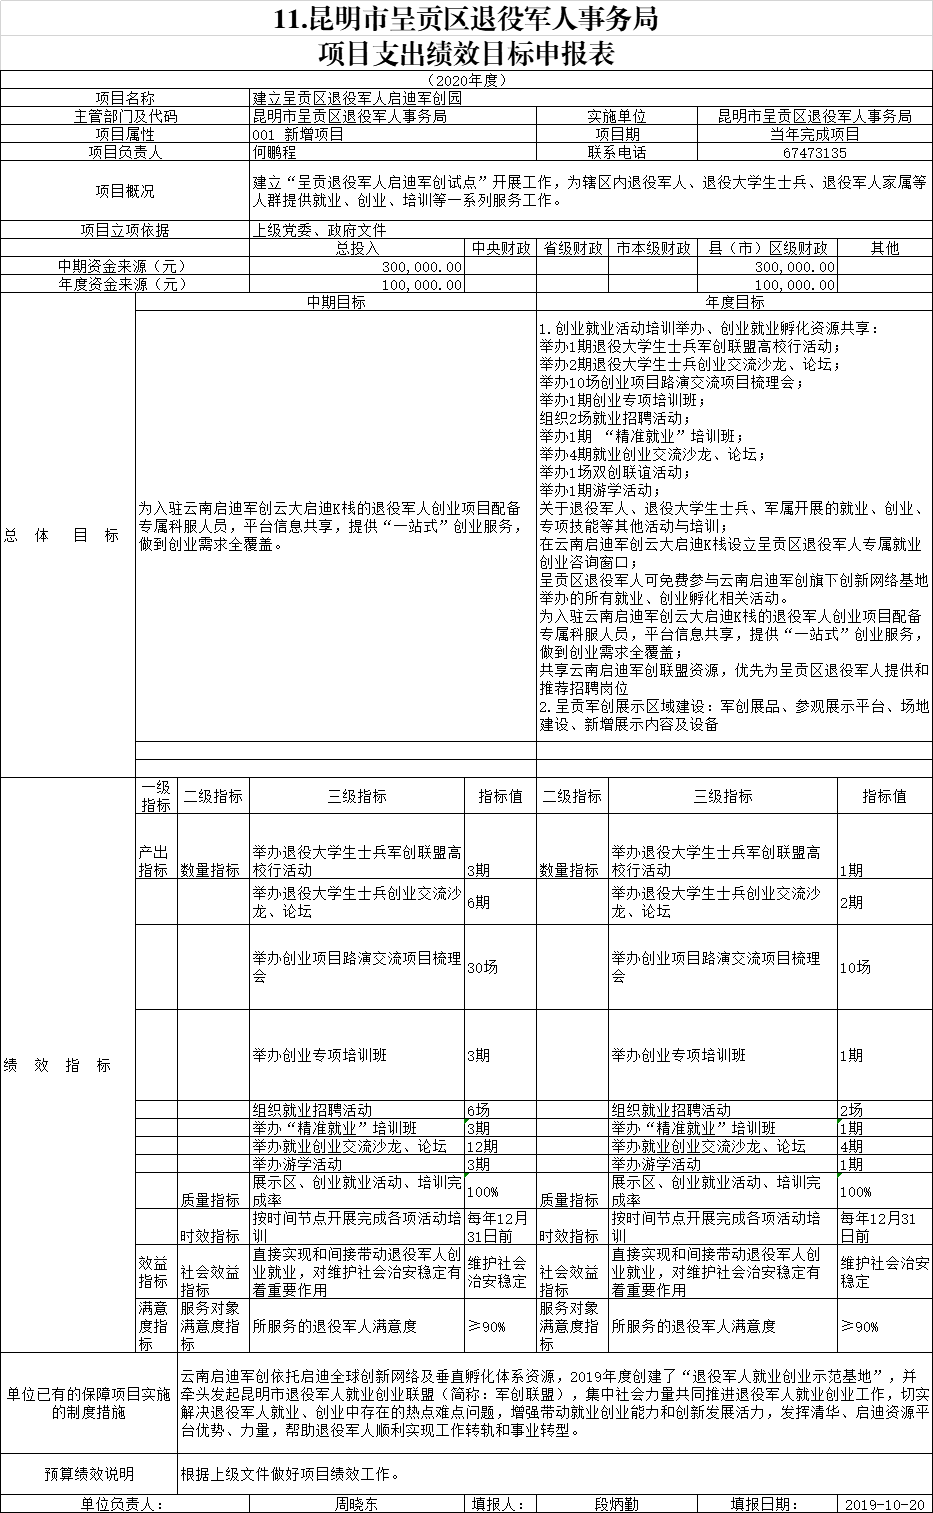 11.昆明市呈贡区退役军人事务局
项目支出绩效目标申报表
（2020年度）
项目名称 建立呈贡区退役军人启迪军创园
主管部门及代码 昆明市呈贡区退役军人事务局 实施单位 昆明市呈贡区退役军人事务局
项目属性 001 新增项目 项目期 当年完成项目
项目负责人 何鹏程 联系电话 67473135
项目概况
建立“呈贡退役军人启迪军创试点”开展工作，为辖区内退役军人、退役大学生士兵、退役军人家属等
人群提供就业、创业、培训等一系列服务工作。
项目立项依据 上级党委、政府文件
总投入 中央财政 省级财政 市本级财政 县（市）区级财政 其他
中期资金来源（元） 300,000.00 300,000.00
年度资金来源（元） 100,000.00 100,000.00
总 体 目 标
中期目标 年度目标
为入驻云南启迪军创云大启迪K栈的退役军人创业项目配备
专属科服人员，平台信息共享，提供“一站式”创业服务，
做到创业需求全覆盖。
1.创业就业活动培训举办、创业就业孵化资源共享：
举办1期退役大学生士兵军创联盟高校行活动；
举办2期退役大学生士兵创业交流沙龙、论坛；
举办10场创业项目路演交流项目梳理会；
举办1期创业专项培训班；
组织2场就业招聘活动；
举办1期 “精准就业”培训班；
举办4期就业创业交流沙龙、论坛；
举办1场双创联谊活动；
举办1期游学活动；
关于退役军人、退役大学生士兵、军属开展的就业、创业、
专项技能等其他活动与培训；
在云南启迪军创云大启迪K栈设立呈贡区退役军人专属就业
创业咨询窗口；
呈贡区退役军人可免费参与云南启迪军创旗下创新网络基地
举办的所有就业、创业孵化相关活动。
为入驻云南启迪军创云大启迪K栈的退役军人创业项目配备
专属科服人员，平台信息共享，提供“一站式”创业服务，
做到创业需求全覆盖；
共享云南启迪军创联盟资源，优先为呈贡区退役军人提供和
推荐招聘岗位
2.呈贡军创展示区域建设：军创展品、参观展示平台、场地
建设、新增展示内容及设备
绩 效 指 标
一级
指标 二级指标 三级指标 指标值 二级指标 三级指标 指标值
产出 举办退役大学生士兵军创联盟高 举办退役大学生士兵军创联盟高
指标 数量指标 校行活动 3期 数量指标 校行活动 1期
举办退役大学生士兵创业交流沙 举办退役大学生士兵创业交流沙
龙、论坛 6期 龙、论坛 2期
举办创业项目路演交流项目梳理 举办创业项目路演交流项目梳理
会 30场 会 10场
举办创业专项培训班 3期 举办创业专项培训班 1期
组织就业招聘活动 6场 组织就业招聘活动 2场
举办“精准就业”培训班 3期 举办“精准就业”培训班 1期
举办就业创业交流沙龙、论坛 12期 举办就业创业交流沙龙、论坛 4期
举办游学活动 3期 举办游学活动 1期
展示区、创业就业活动、培训完 展示区、创业就业活动、培训完
质量指标 成率 100% 质量指标 成率 100%
按时间节点开展完成各项活动培 每年12月 按时间节点开展完成各项活动培 每年12月31
时效指标 训 31日前 时效指标 训 日前
直接实现和间接带动退役军人创 直接实现和间接带动退役军人创
效益 社会效益 业就业，对维护社会治安稳定有 维护社会 社会效益 业就业，对维护社会治安稳定有 维护社会治安
指标 指标 着重要作用 治安稳定 指标 着重要作用 稳定
满意 服务对象 服务对象
度指 满意度指 所服务的退役军人满意度 ≥90% 满意度指 所服务的退役军人满意度 ≥90%
标 标 标
单位已有的保障项目实施
的制度措施
云南启迪军创依托启迪全球创新网络及垂直孵化体系资源，2019年度创建了“退役军人就业创业示范基地”，并
牵头发起昆明市退役军人就业创业联盟（简称：军创联盟），集中社会力量共同推进退役军人就业创业工作，切实
解决退役军人就业、创业中存在的热点难点问题，增强带动就业创业能力和创新发展活力，发挥清华、启迪资源平
台优势、力量，帮助退役军人顺利实现工作转轨和事业转型。
预算绩效说明 根据上级文件做好项目绩效工作。
单位负责人： 周晓东 填报人： 段炳勤 填报日期： 2019-10-20